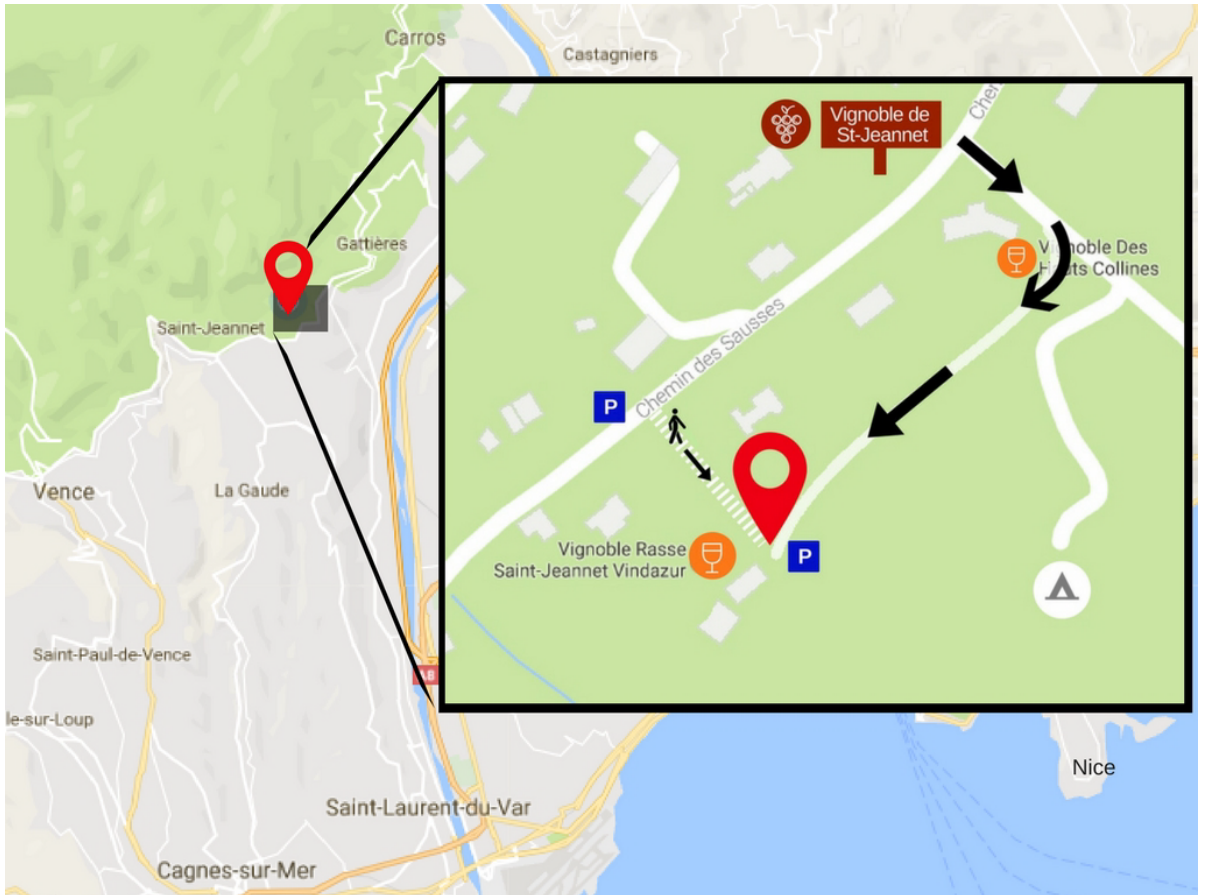 Carros
Castagniers
Vignoble de
St-Jeannet
Gattières
Saint-Jeannet
Vignoble Des
Hauts Collines
Chemin des Sausses
P
Vence
La Gaude
Vignoble Rasse
Saint-Jeannet Vindazur
P
Saint-Paul-de-Vence
A8
le-sur-Loup
Nice
Saint-Laurent-du-Var
Cagnes-sur-Mer